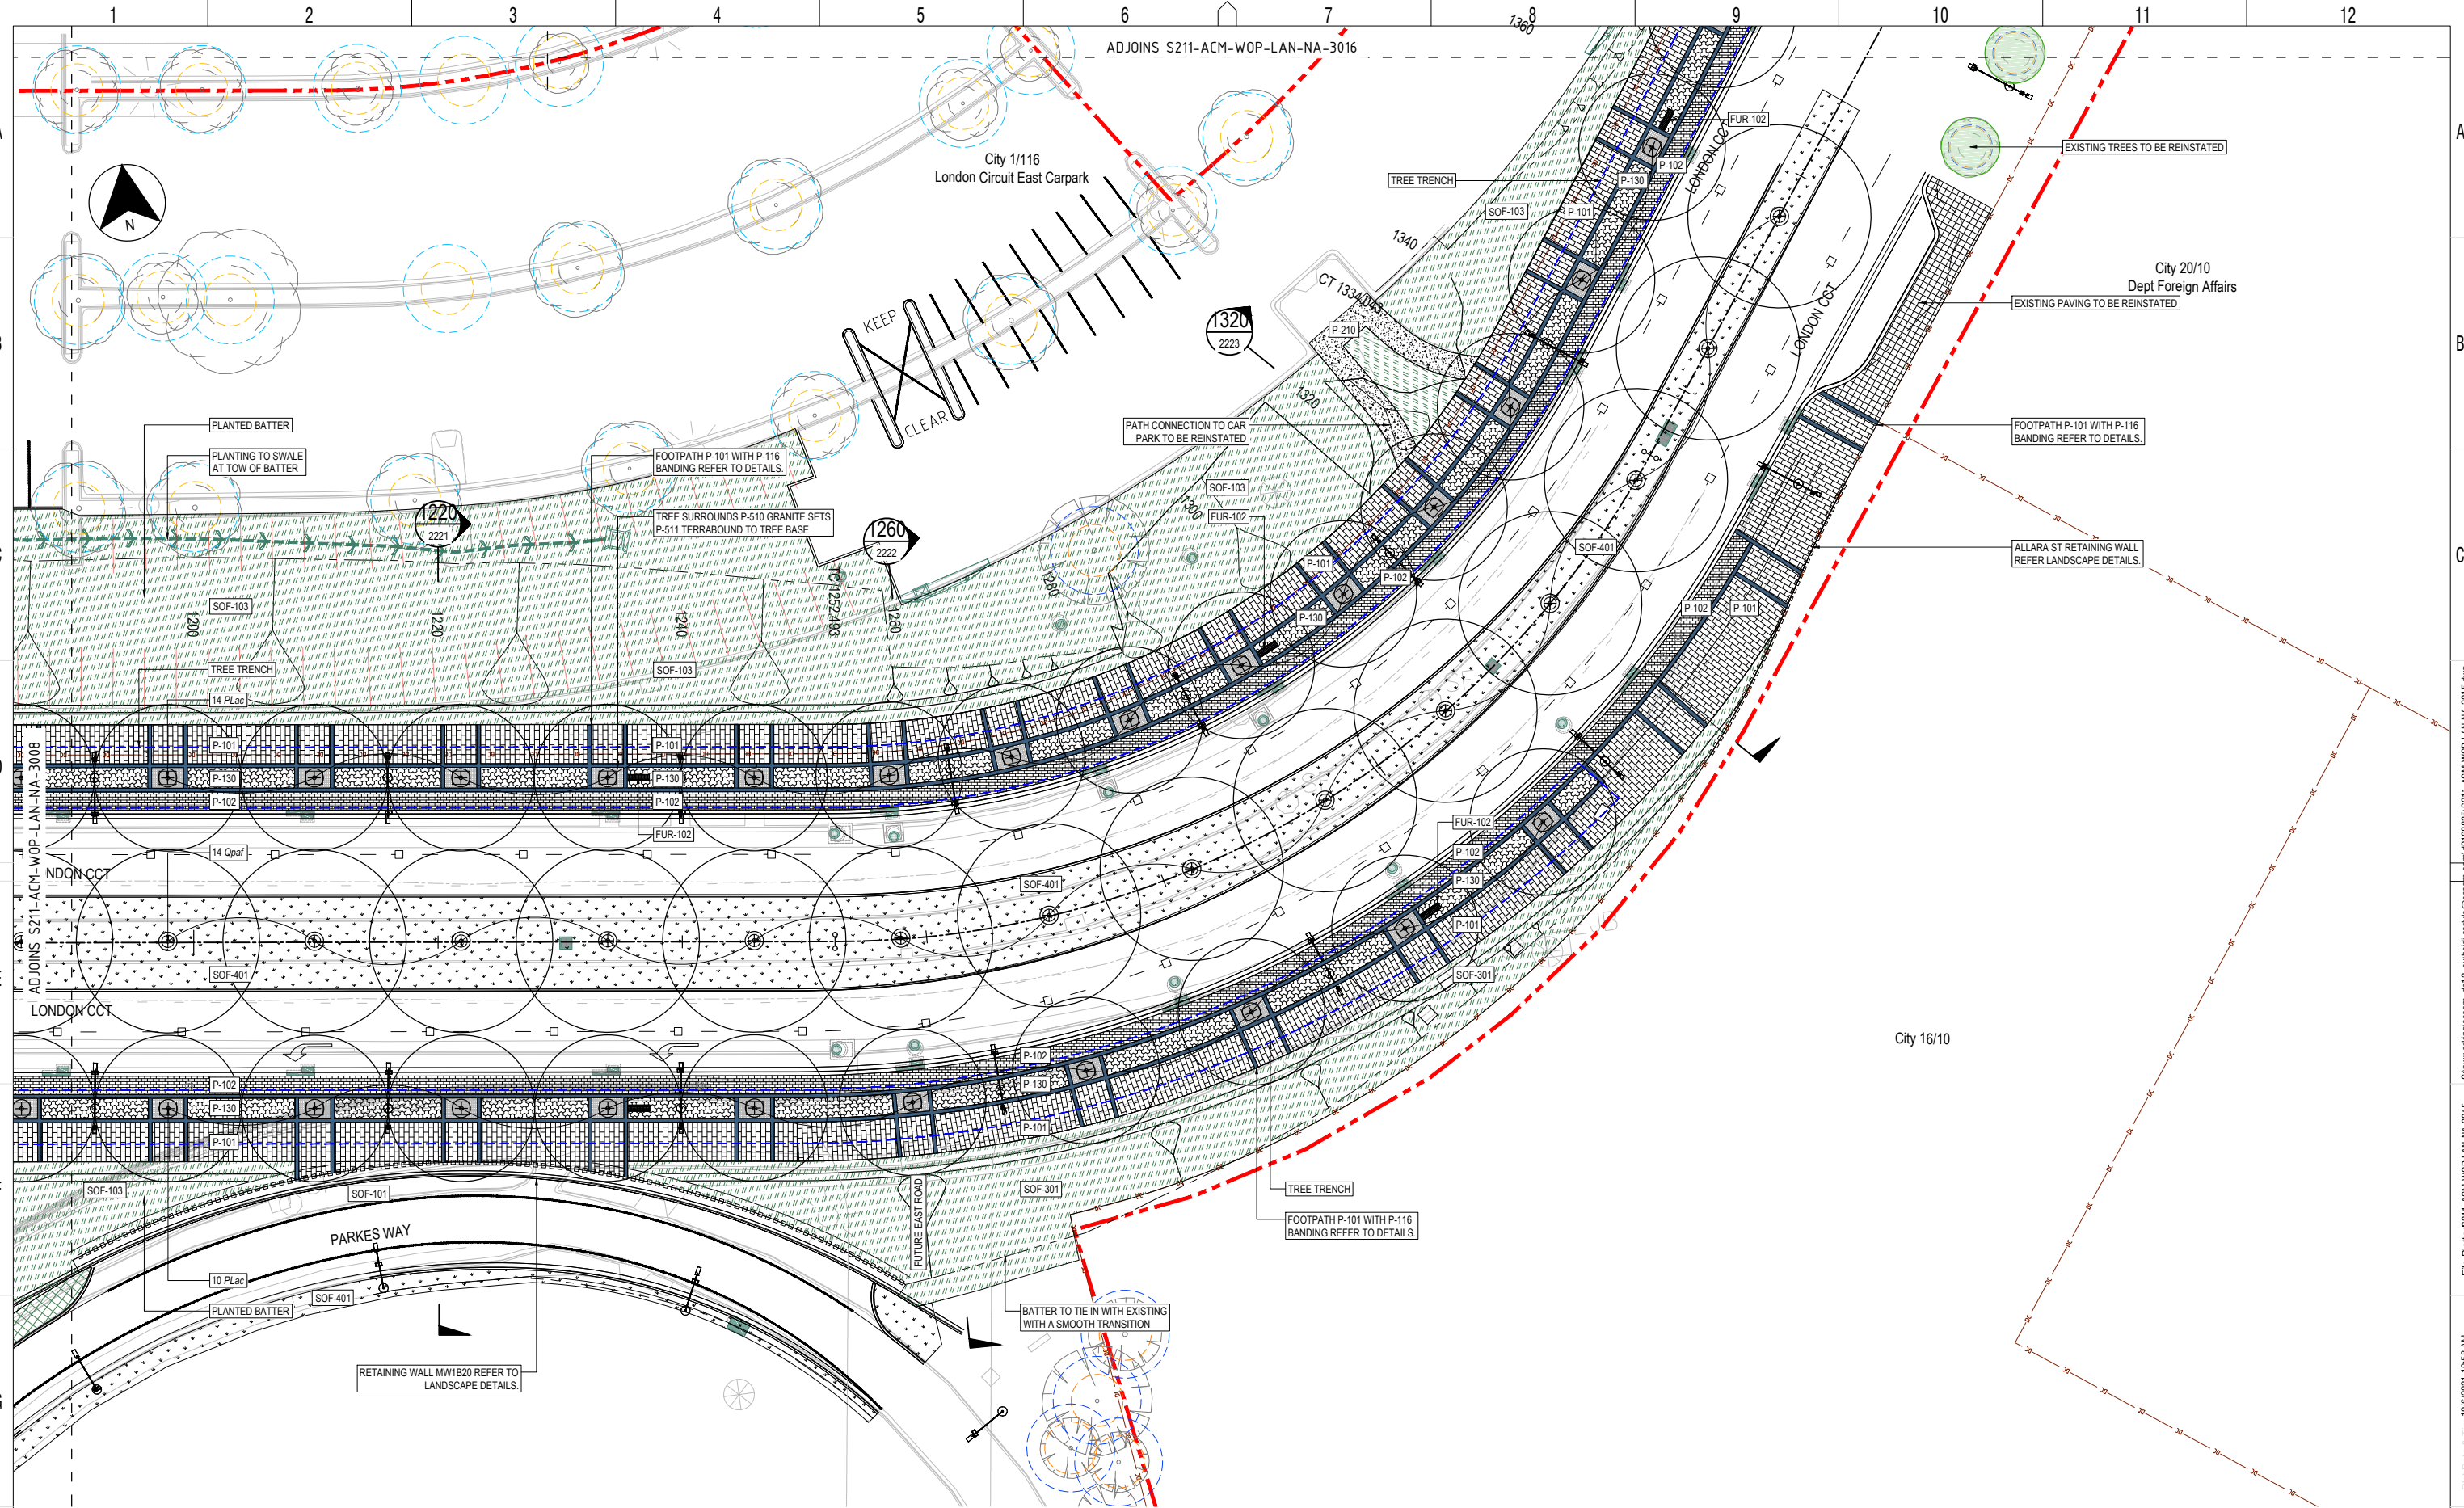 1 2 3 4 5 6 7 8 9 10 11 12
ADJOINS S211-ACM-WOP-LAN-NA-3016
1360
A
A
FUR-102
LONDON CCT
EXISTING TREES TO BE REINSTATED
City 1/116
London Circuit East Carpark
P-102
TREE TRENCH
P-130
N
SOF-103
P-101
1340
City 20/10
Dept Foreign Affairs
CT 1334.043
LONDON CCT
EXISTING PAVING TO BE REINSTATED
KEEP
CLEAR
1320
2223
P-210
B
1320
PLANTED BATTER
PATH CONNECTION TO CAR
PARK TO BE REINSTATED
FOOTPATH P-101 WITH P-116
BANDING REFER TO DETAILS.
PLANTING TO SWALE
AT TOW OF BATTER
FOOTPATH P-101 WITH P-116
BANDING REFER TO DETAILS.
SOF-103
1300
1220
2221
TREE SURROUNDS P-510 GRANITE SETS
P-511 TERRABOUND TO TREE BASE
FUR-102
1260
2222
SOF-401
ALLARA ST RETAINING WALL
REFER LANDSCAPE DETAILS.
C
P-101
P-102
1280
SOF-103
1200
1220
1240
TC 1252.493
1260
P-130
P-102
P-101
TREE TRENCH
SOF-103
14 PLac
P-101
P-101
P-130
P-130
P-102
P-102
ADJOINS S211-ACM-WOP-LAN-NA-3008
FUR-102
FUR-102
14 Qpaf
P-102
NDON CCT
P-130
SOF-401
P-101
SOF-401
SOF-301
LONDON CCT
City 16/10
P-102
P-102
P-130
P-130
P-101
P-101
SOF-103
SOF-101
SOF-301
TREE TRENCH
FUTURE EAST ROAD
FOOTPATH P-101 WITH P-116
BANDING REFER TO DETAILS.
PARKES WAY
10 PLac
SOF-401
PLANTED BATTER
BATTER TO TIE IN WITH EXISTING
WITH A SMOOTH TRANSITION
RETAINING WALL MW1B20 REFER TO
LANDSCAPE DETAILS.